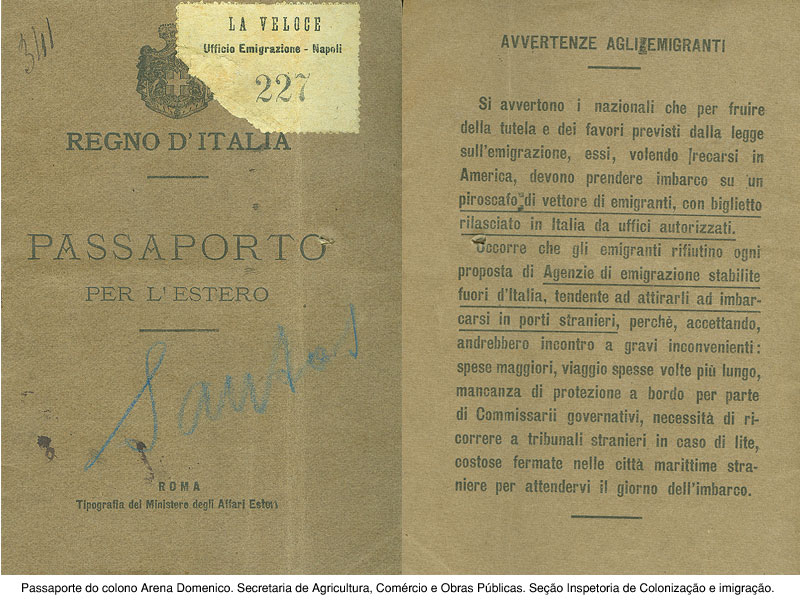 341
LA VELOCE
Ufficio Emigrazione - Napoli
227
REGNO D'ITALIA
PASSAPORTO
PER L'ESTERO
Santos
ROMA
Tipografia del Ministero degli Affari Esteri
AVVERTENZE AGLI EMIGRANTI
Si avvertono i nazionali che per fruire
della tutela e dei favori previsti dalla legge
sull'emigrazione, essi, volendo recarsi in
America, devono prendere imbarco su un
piroscafo di vettore di emigranti, con biglietto
rilasciato in Italia da uffici autorizzati.
Occorre che gli emigranti rifiutino ogni
proposta di Agenzie di emigrazione stabilite
fuori d'Italia, tendente ad attirarli ad imbar-
carsi in porti stranieri, perchè, accettando,
andrebbero incontro a gravi inconvenienti:
spese maggiori, viaggio spesse volte più lungo,
mancanza di protezione a bordo per parte
di Commissarii governativi, necessità di ri-
correre a tribunali stranieri in caso di lite,
costose fermate nelle città marittime stra-
niere per attendervi il giorno dell'imbarco.
Passaporte do colono Arena Domenico. Secretaria de Agricultura, Comércio e Obras Públicas. Seção Inspetoria de Colonização e imigração.